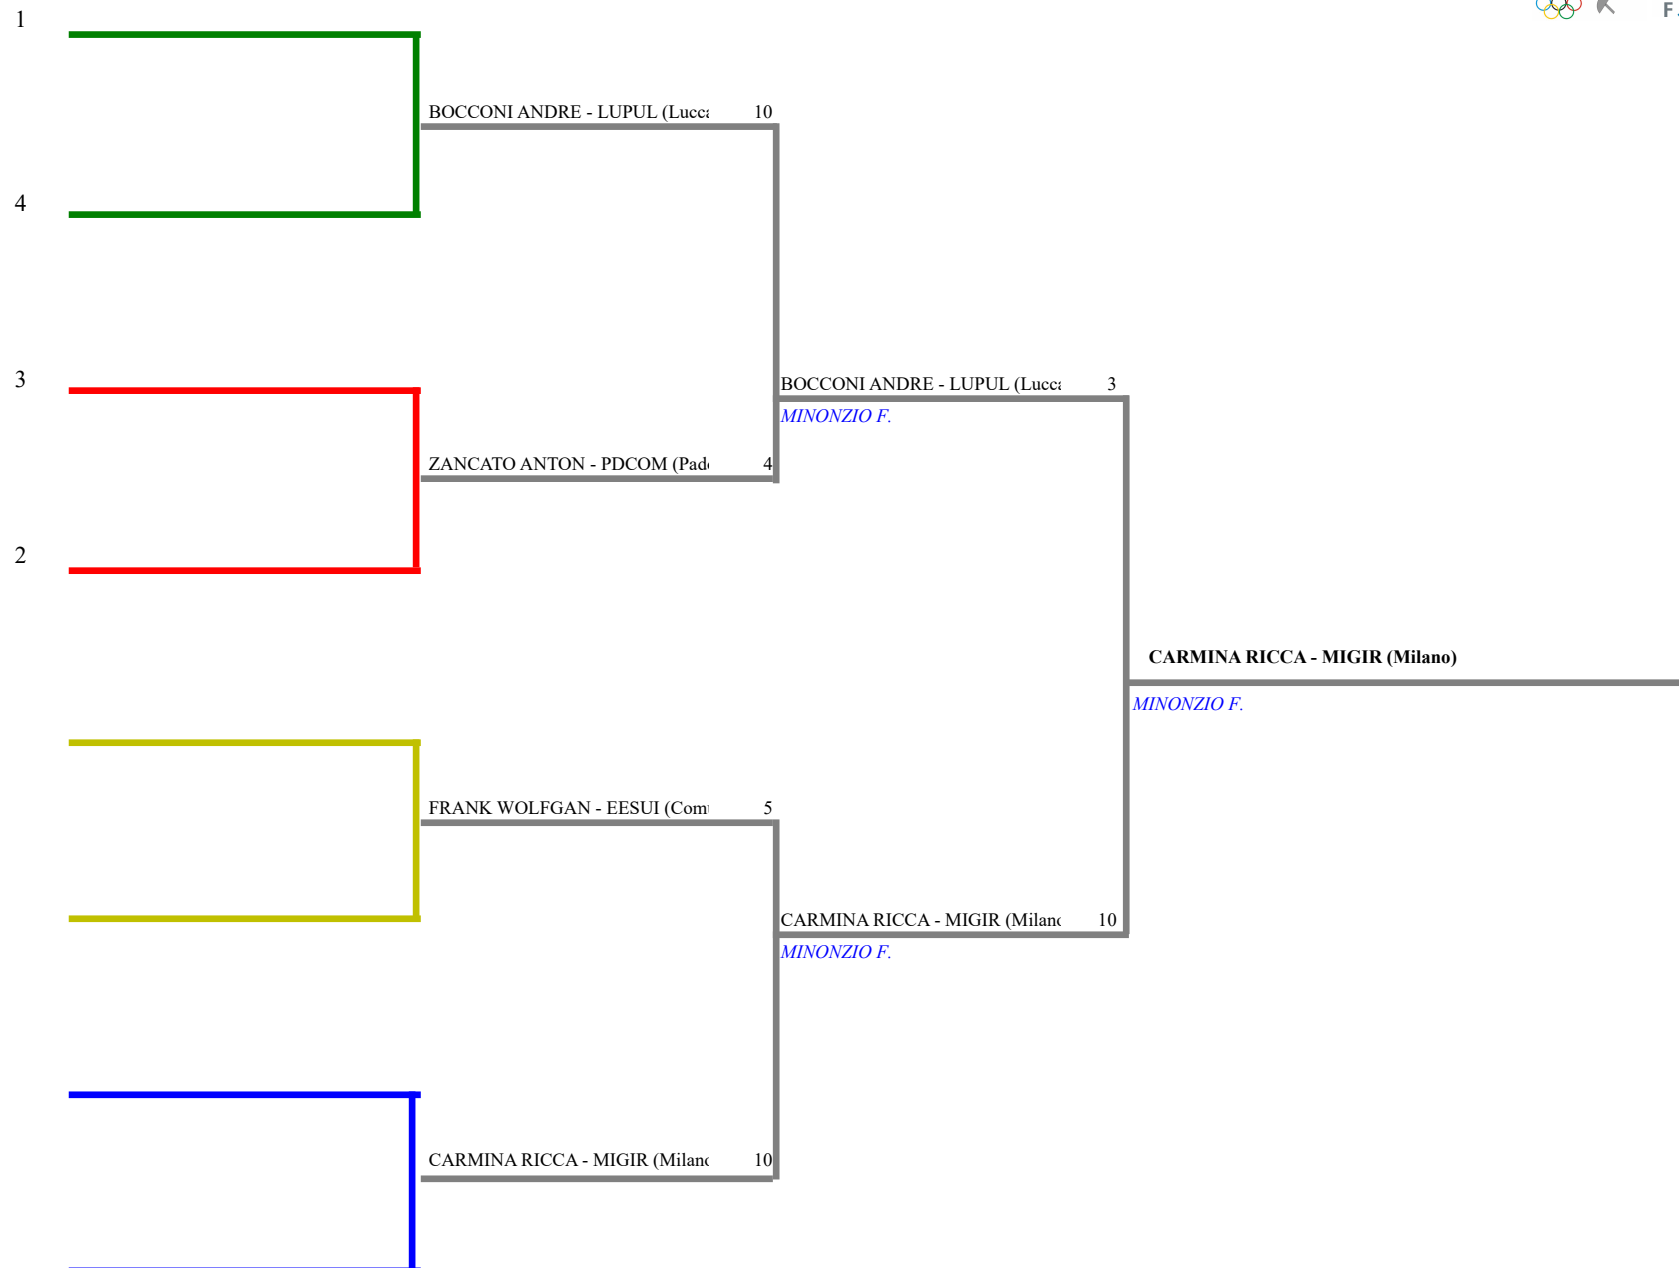 1
BOCCONI ANDRE - LUPUL (Lucca 10
4
3
BOCCONI ANDRE - LUPUL (Lucca 3
MINONZIO F.
ZANCATO ANTON - PDCOM (Pado 4
2
CARMINA RICCA - MIGIR (Milano)
MINONZIO F.
FRANK WOLFGAN - EESUI (Com 5
CARMINA RICCA - MIGIR (Milano 10
MINONZIO F.
CARMINA RICCA - MIGIR (Milano 10
F